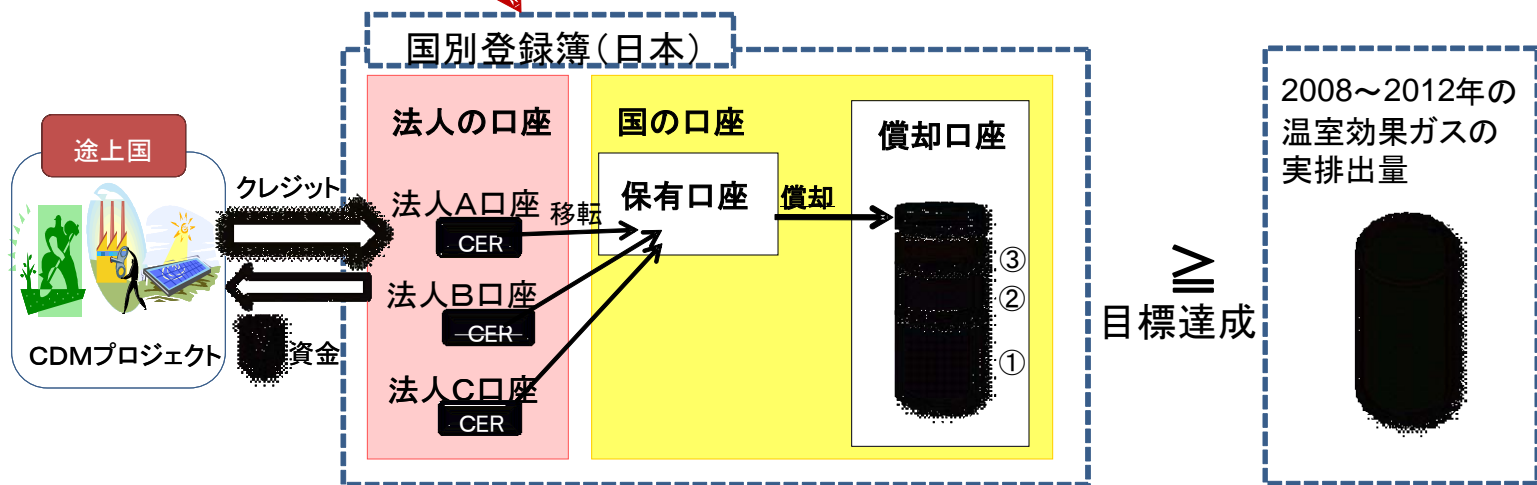 国別登録簿(日本)
途上国
CDMプロジェクト
クレジット
資金
法人の口座
法人A口座
CER
移転
法人B口座
CER
法人C口座
CER
国の口座
保有口座
償却
償却口座
③
②
①
≧
目標達成
2008~2012年の
温室効果ガスの
実排出量